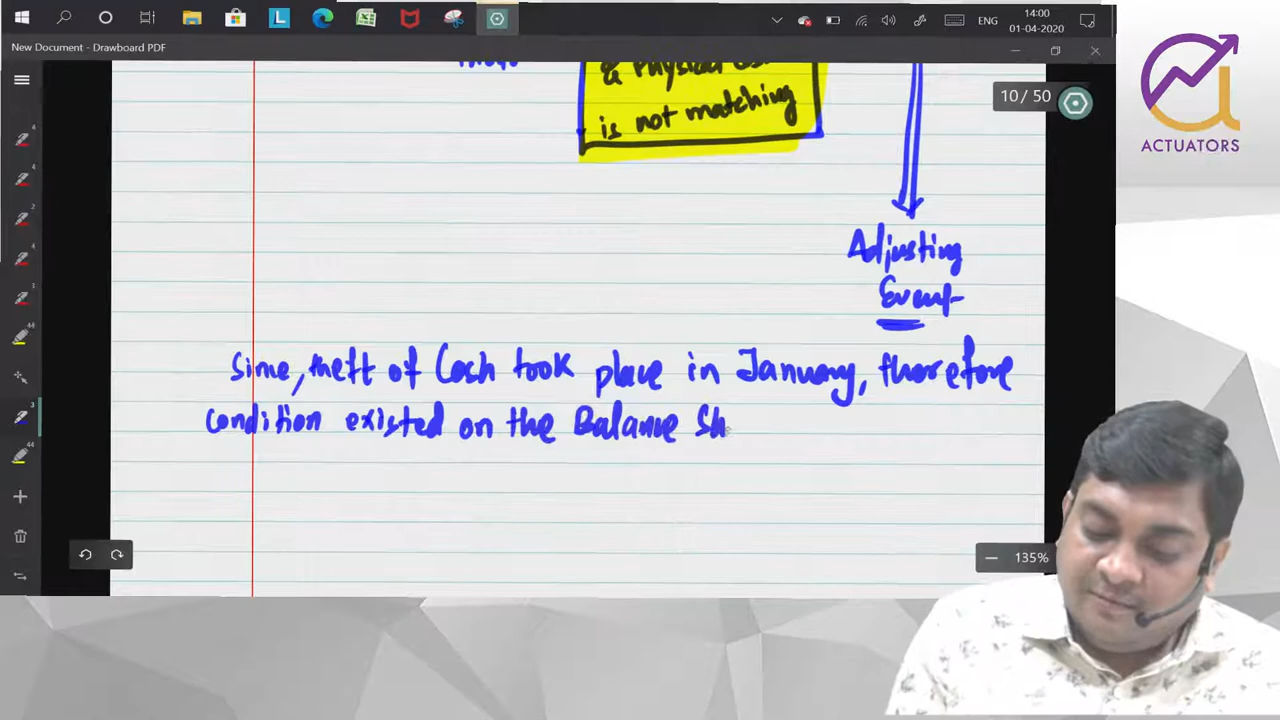 14:00
ENG
01-04-2020
New Document - Drawboard PDF
& Physical
is not matching
10 / 50
ACTUATORS
Adjusting
Event
Since, theft of Cash took place in January, therefore
condition existed on the Balance Sh
135%